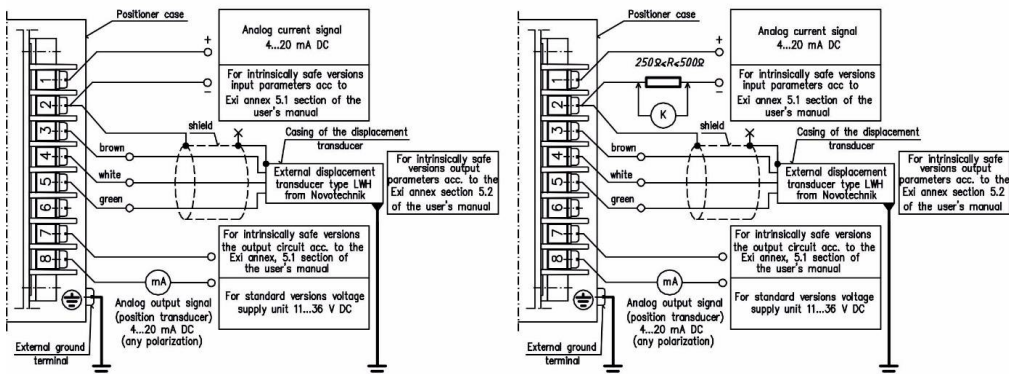 Positioner case
Analog current signal
4...20 mA DC
+
–
For intrinsically safe versions
input parameters acc to
Exi annex 5.1 section of the
user's manual
1
2
3
4
5
6
7
8
shield
Casing of the displacement
transducer
brown
white
green
External displacement
transducer type LWH
from Novotechnik
For intrinsically safe
versions output
parameters acc. to the
Exi annex section 5.2
of the user's manual
For intrinsically safe versions
the output circuit acc. to the
Exi annex, 5.1 section of
the user's manual
mA
Analog output signal
(position transducer)
4...20 mA DC
(any polarization)
For standard versions voltage
supply unit 11...36 V DC
External ground
terminal
Positioner case
Analog current signal
4...20 mA DC
+
250Ω≤R≤500Ω
–
K
For intrinsically safe versions
input parameters acc to
Exi annex 5.1 section of the
user's manual
1
2
3
4
5
6
7
8
shield
Casing of the displacement
transducer
brown
white
green
External displacement
transducer type LWH
from Novotechnik
For intrinsically safe
versions output
parameters acc. to the
Exi annex section 5.2
of the user's manual
For intrinsically safe versions
the output circuit acc. to the
Exi annex, 5.1 section of
the user's manual
mA
Analog output signal
(position transducer)
4...20 mA DC
(any polarization)
For standard versions voltage
supply unit 11...36 V DC
External ground
terminal